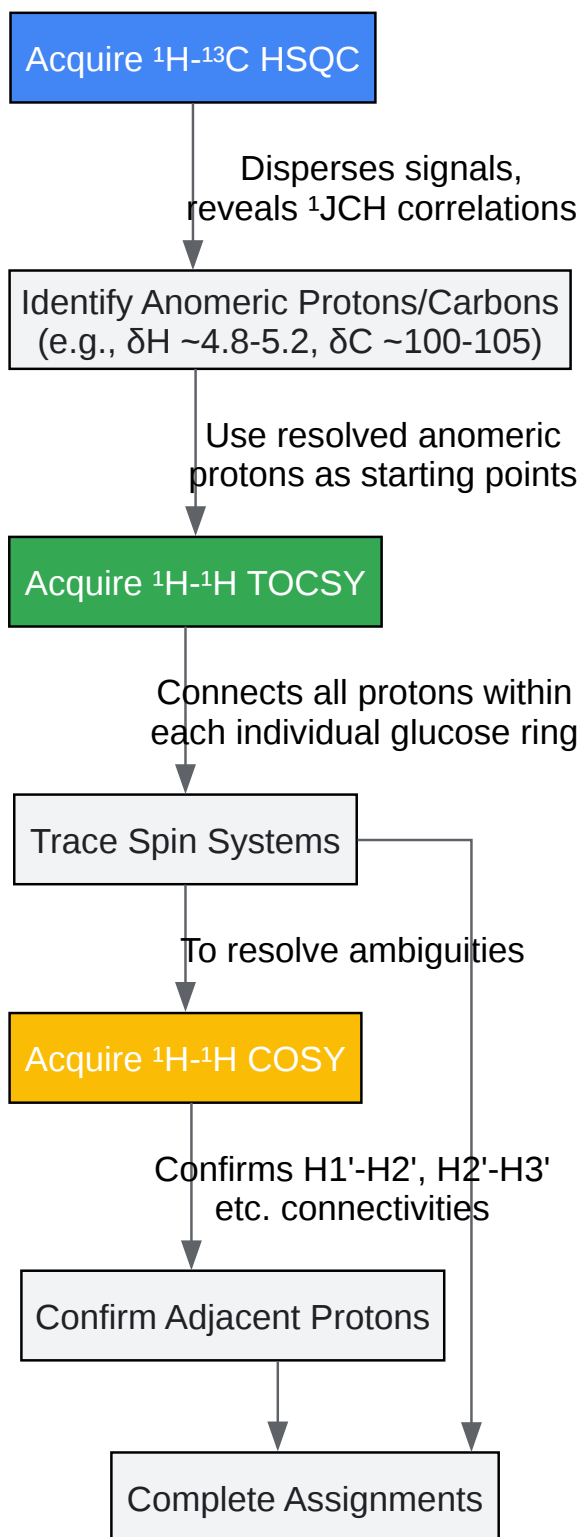 Acquire ¹H-¹³C HSQC
Disperses signals,
reveals ¹JCH correlations
Identify Anomeric Protons/Carbons
(e.g., δH ~4.8-5.2, δC ~100-105)
Use resolved anomeric
protons as starting points
Acquire ¹H-¹H TOCSY
Connects all protons within
each individual glucose ring
Trace Spin Systems
To resolve ambiguities
Acquire ¹H-¹H COSY
Confirms H1'-H2', H2'-H3'
etc. connectivities
Confirm Adjacent Protons
Complete Assignments